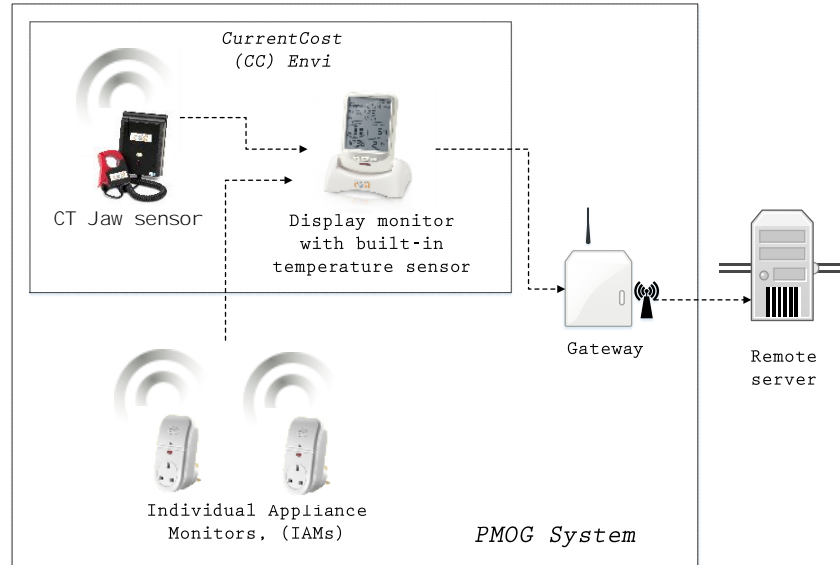 CurrentCost
(CC) Envi
CT Jaw sensor
Display monitor
with built-in
temperature sensor
Gateway
Remote
server
Individual Appliance
Monitors, (IAMs)
PMOG System